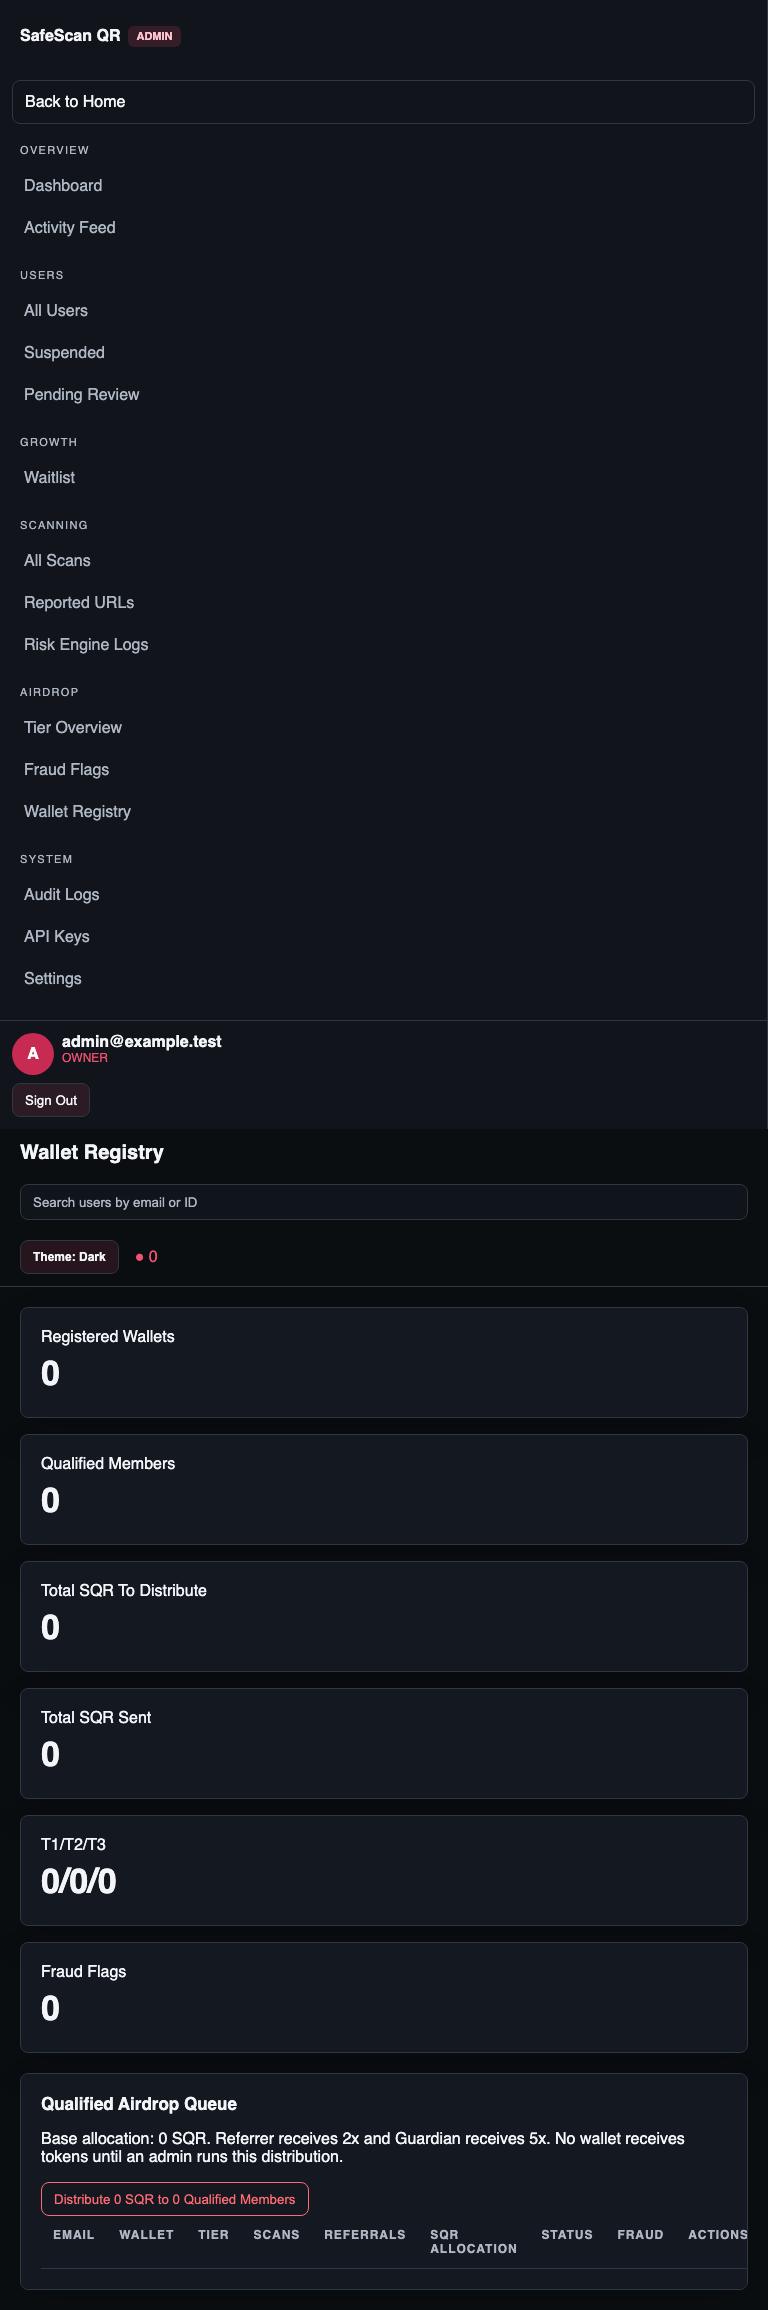 SafeScan QR ADMIN
Back to Home
OVERVIEW
Dashboard
Activity Feed
USERS
All Users
Suspended
Pending Review
GROWTH
Waitlist
SCANNING
All Scans
Reported URLs
Risk Engine Logs
AIRDROP
Tier Overview
Fraud Flags
Wallet Registry
SYSTEM
Audit Logs
API Keys
Settings
A admin@example.test
OWNER
Sign Out
Wallet Registry
Search users by email or ID
Theme: Dark ● 0
Registered Wallets
0
Qualified Members
0
Total SQR To Distribute
0
Total SQR Sent
0
T1/T2/T3
0/0/0
Fraud Flags
0
Qualified Airdrop Queue
Base allocation: 0 SQR. Referrer receives 2x and Guardian receives 5x. No wallet receives
tokens until an admin runs this distribution.
Distribute 0 SQR to 0 Qualified Members
EMAIL WALLET TIER SCANS REFERRALS SQR ALLOCATION STATUS FRAUD ACTIONS